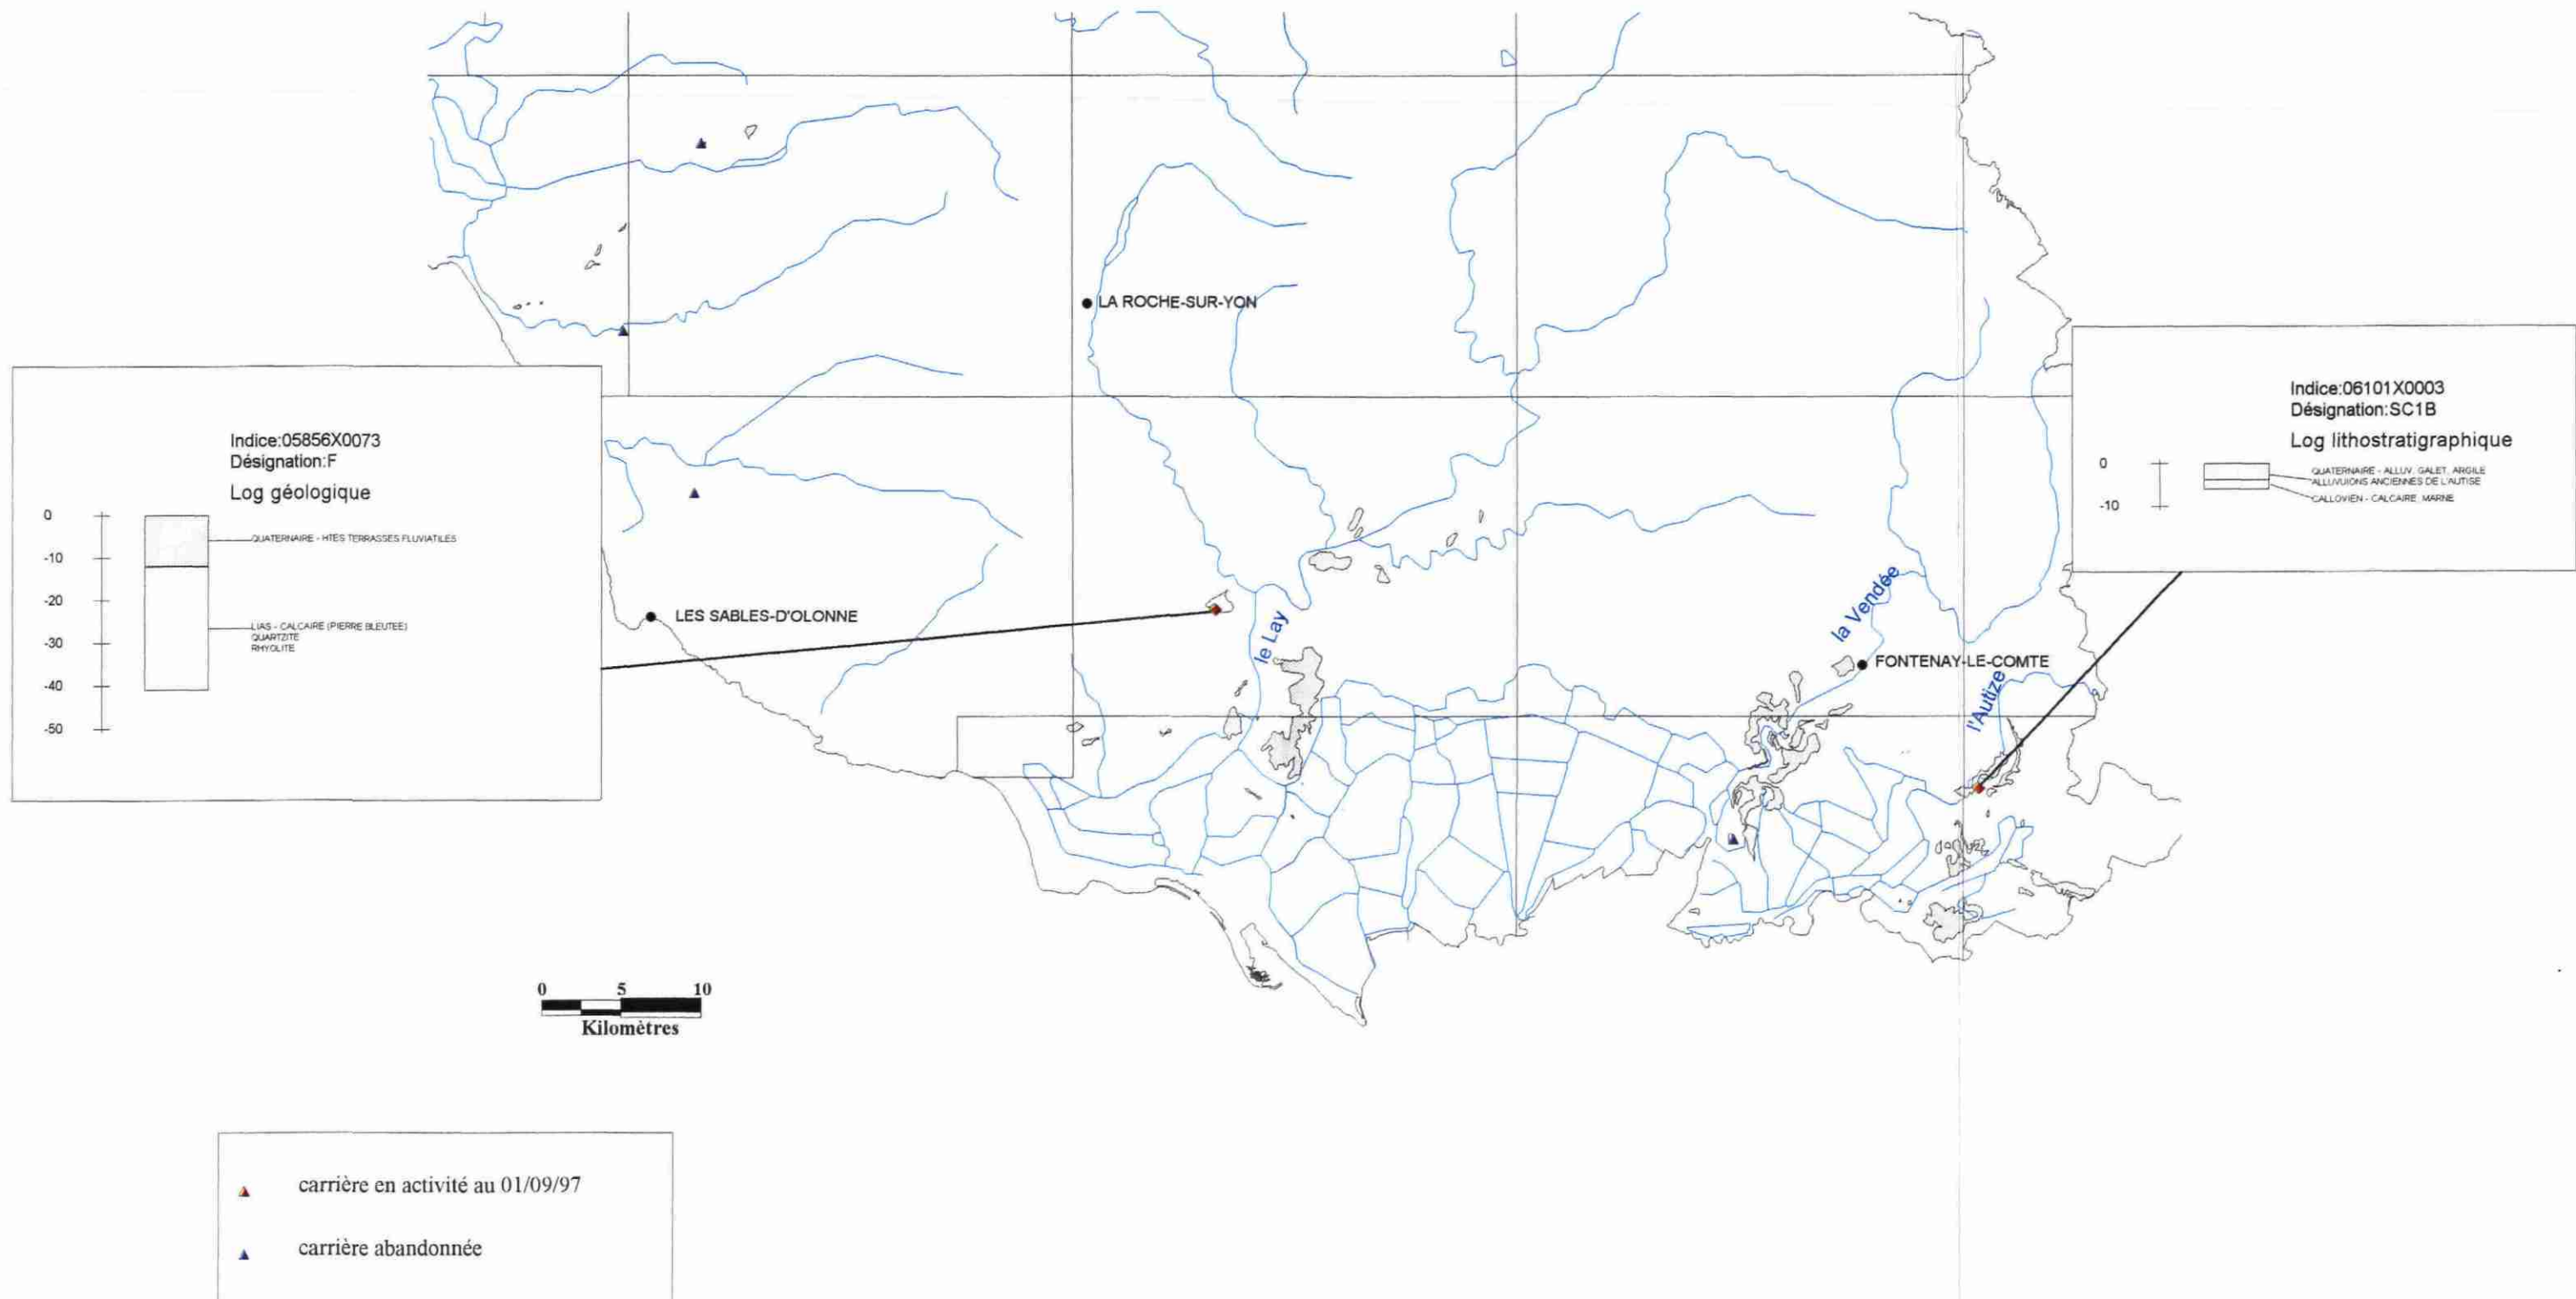 LA ROCHE-SUR-YON
Indice:05856X0073
Désignation:F
Log géologique
0
-10
-20
-30
-40
-50
QUATERNAIRE - HTES TERRASSES FLUVIATILES
LIAS - CALCAIRE (PIERRE BLEUTEE)
QUARTZITE
RHYOLITE
Indice:06101X0003
Désignation:SC1B
Log lithostratigraphique
0
-10
QUATERNAIRE - ALLUV, GALET, ARGILE
ALLUVUIONS ANCIENNES DE L'AUTISE
CALLOVIEN - CALCAIRE, MARNE
LES SABLES-D'OLONNE
le Lay
la Vendée
FONTENAY-LE-COMTE
l'Autize
0 5 10
Kilomètres
carrière en activité au 01/09/97
carrière abandonnée